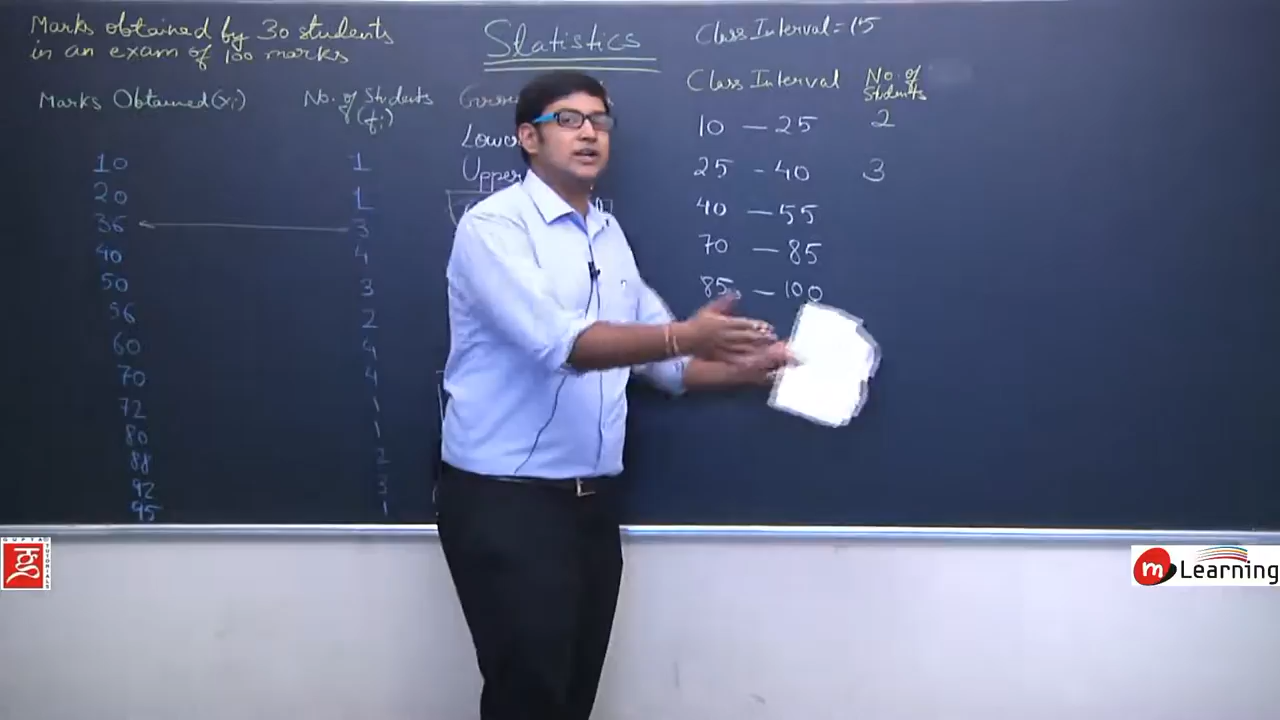 Marks obtained by 30 students
in an exam of 100 marks
Statistics
Class Interval = 15
Marks Obtained (xi)
No. of Students
(fi)
Lower
Upper
Class Interval
No. of
Students
10 1
20 1
36 3
40 4
50 3
56 2
60 4
70 4
72 1
80 1
88 2
92 3
95 1
10 — 25 2
25 - 40 3
40 — 55
70 — 85
85 — 100
GUPTA
TUTORIALS
m Learning